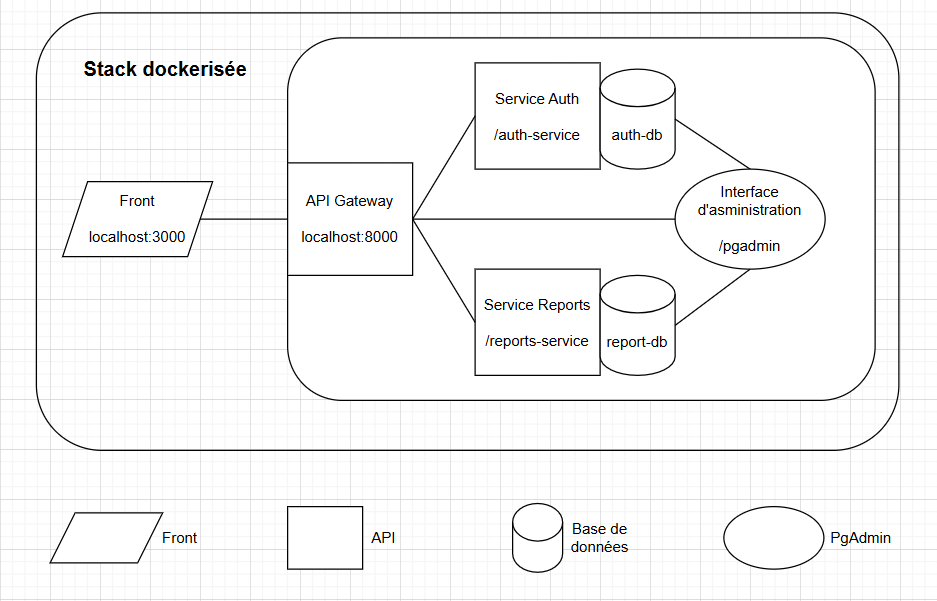 Stack dockerisée
Front
localhost:3000
API Gateway
localhost:8000
Service Auth
/auth-service
auth-db
Interface
d'asministration
/pgadmin
Service Reports
/reports-service
report-db
Front
API
Base de
données
PgAdmin